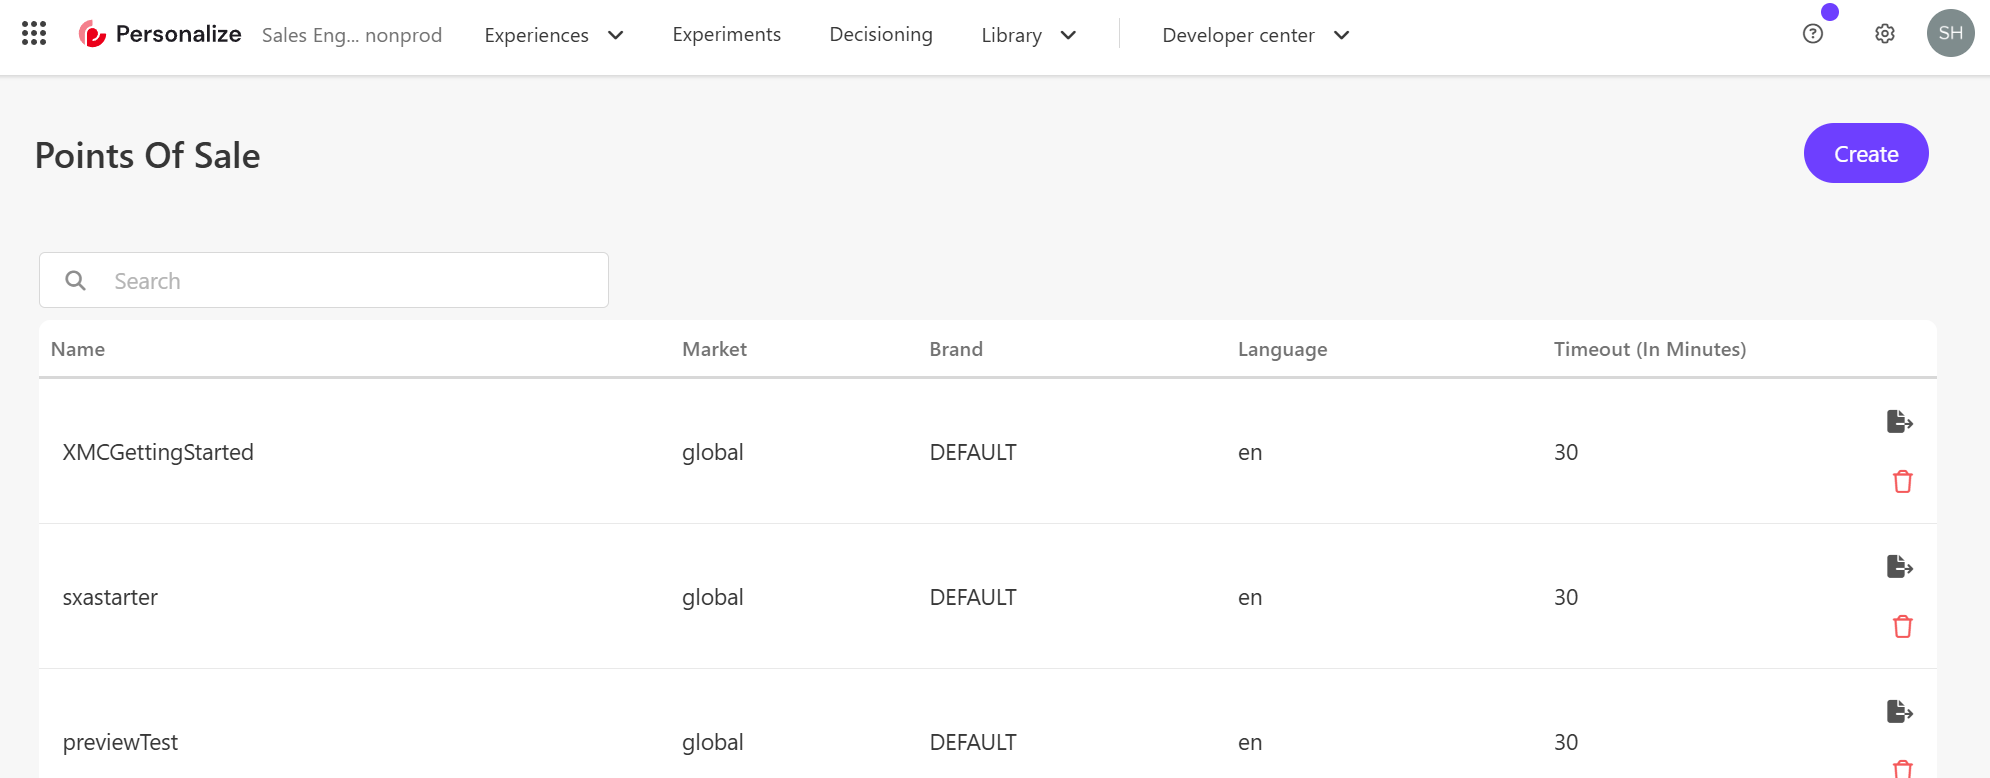 Personalize Sales Eng... nonprod Experiences Experiments Decisioning Library Developer center SH
Points Of Sale
Create
Search
Name Market Brand Language Timeout (In Minutes)
XMCGettingStarted global DEFAULT en 30
sxastarter global DEFAULT en 30
previewTest global DEFAULT en 30